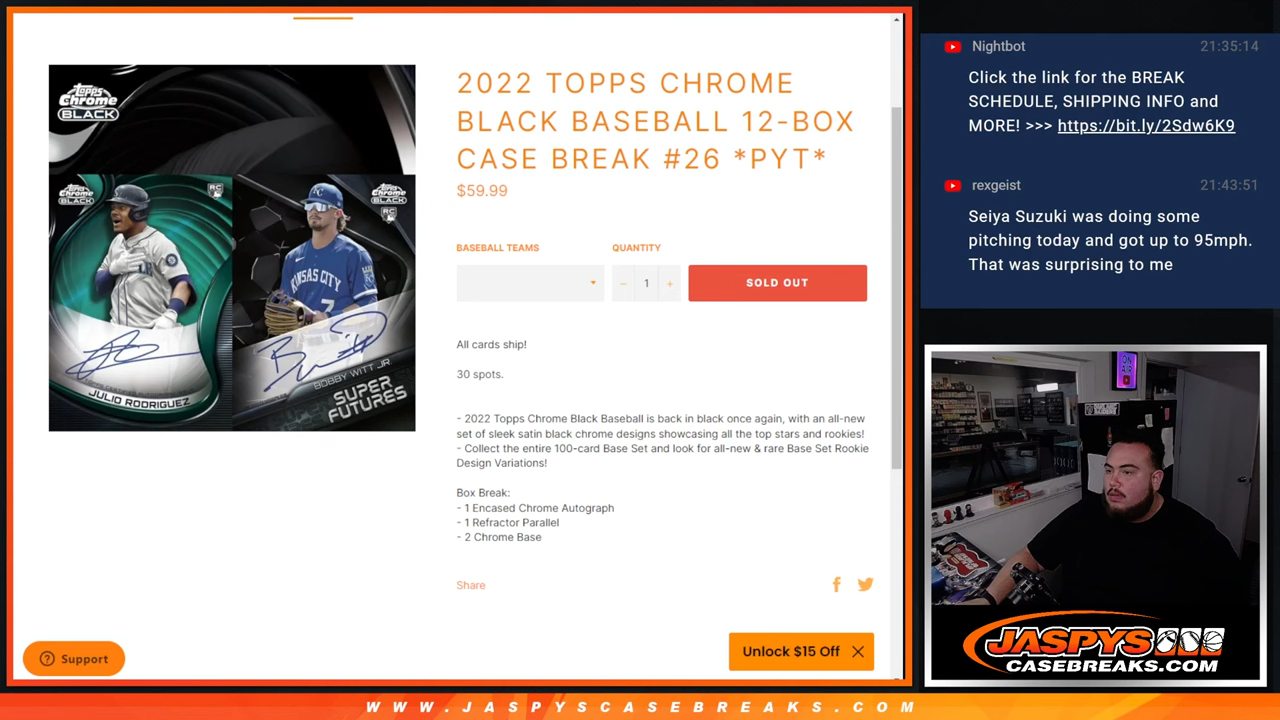 2022 TOPPS CHROME
BLACK BASEBALL 12-BOX
CASE BREAK #26 *PYT*
$59.99
BASEBALL TEAMS
QUANTITY
− 1 +
SOLD OUT
All cards ship!
30 spots.
- 2022 Topps Chrome Black Baseball is back in black once again, with an all-new
set of sleek satin black chrome designs showcasing all the top stars and rookies!
- Collect the entire 100-card Base Set and look for all-new & rare Base Set Rookie
Design Variations!
Box Break:
- 1 Encased Chrome Autograph
- 1 Refractor Parallel
- 2 Chrome Base
Share
Support
Unlock $15 Off
Topps
Chrome
BLACK
RC
JULIO RODRIGUEZ
RC
KANSAS CITY
7
BOBBY WITT JR
SUPER
FUTURES
Nightbot 21:35:14
Click the link for the BREAK
SCHEDULE, SHIPPING INFO and
MORE! >>> https://bit.ly/2Sdw6K9
rexgeist 21:43:51
Seiya Suzuki was doing some
pitching today and got up to 95mph.
That was surprising to me
ON
AIR
JASPYS
CASEBREAKS.COM
WWW.JASPYSCASEBREAKS.COM